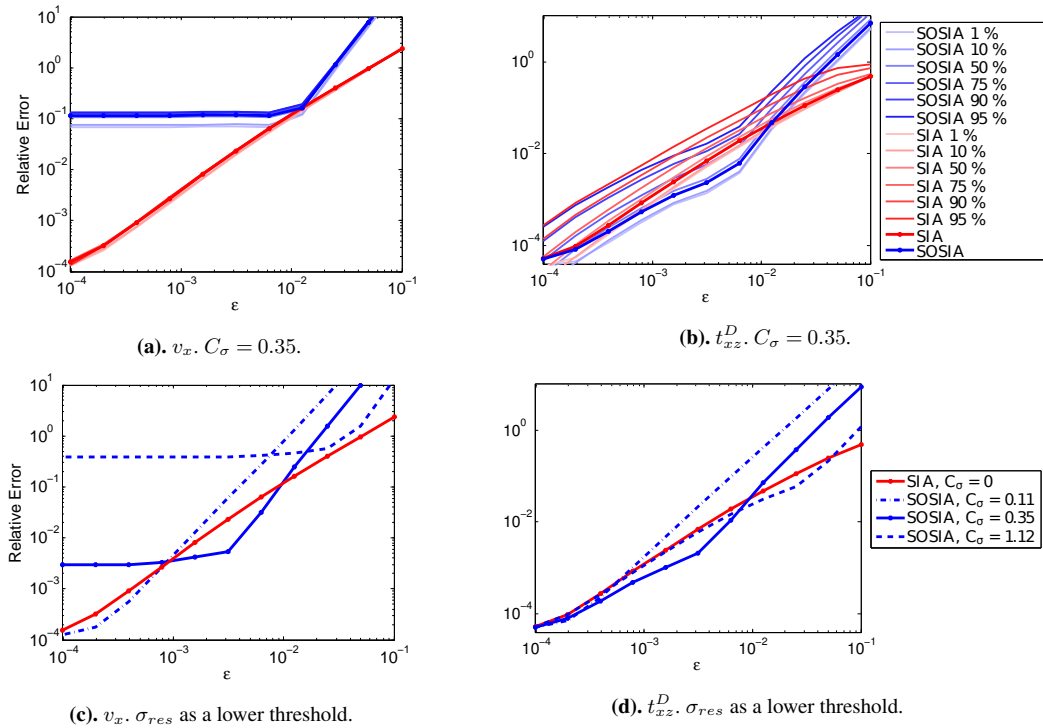 10^1
10^0
10^-1
10^-2
10^-3
10^-4
Relative Error
10^-4
10^-3
10^-2
10^-1
ε
(a). v_x. C_σ = 0.35.
10^0
10^-2
10^-4
10^-4
10^-3
10^-2
10^-1
ε
SOSIA 1 %
SOSIA 10 %
SOSIA 50 %
SOSIA 75 %
SOSIA 90 %
SOSIA 95 %
SIA 1 %
SIA 10 %
SIA 50 %
SIA 75 %
SIA 90 %
SIA 95 %
SIA
SOSIA
(b). t^D_xz. C_σ = 0.35.
10^1
10^0
10^-1
10^-2
10^-3
10^-4
Relative Error
10^-4
10^-3
10^-2
10^-1
ε
(c). v_x. σ_res as a lower threshold.
10^0
10^-2
10^-4
10^-4
10^-3
10^-2
10^-1
ε
SIA, C_σ = 0
SOSIA, C_σ = 0.11
SOSIA, C_σ = 0.35
SOSIA, C_σ = 1.12
(d). t^D_xz. σ_res as a lower threshold.